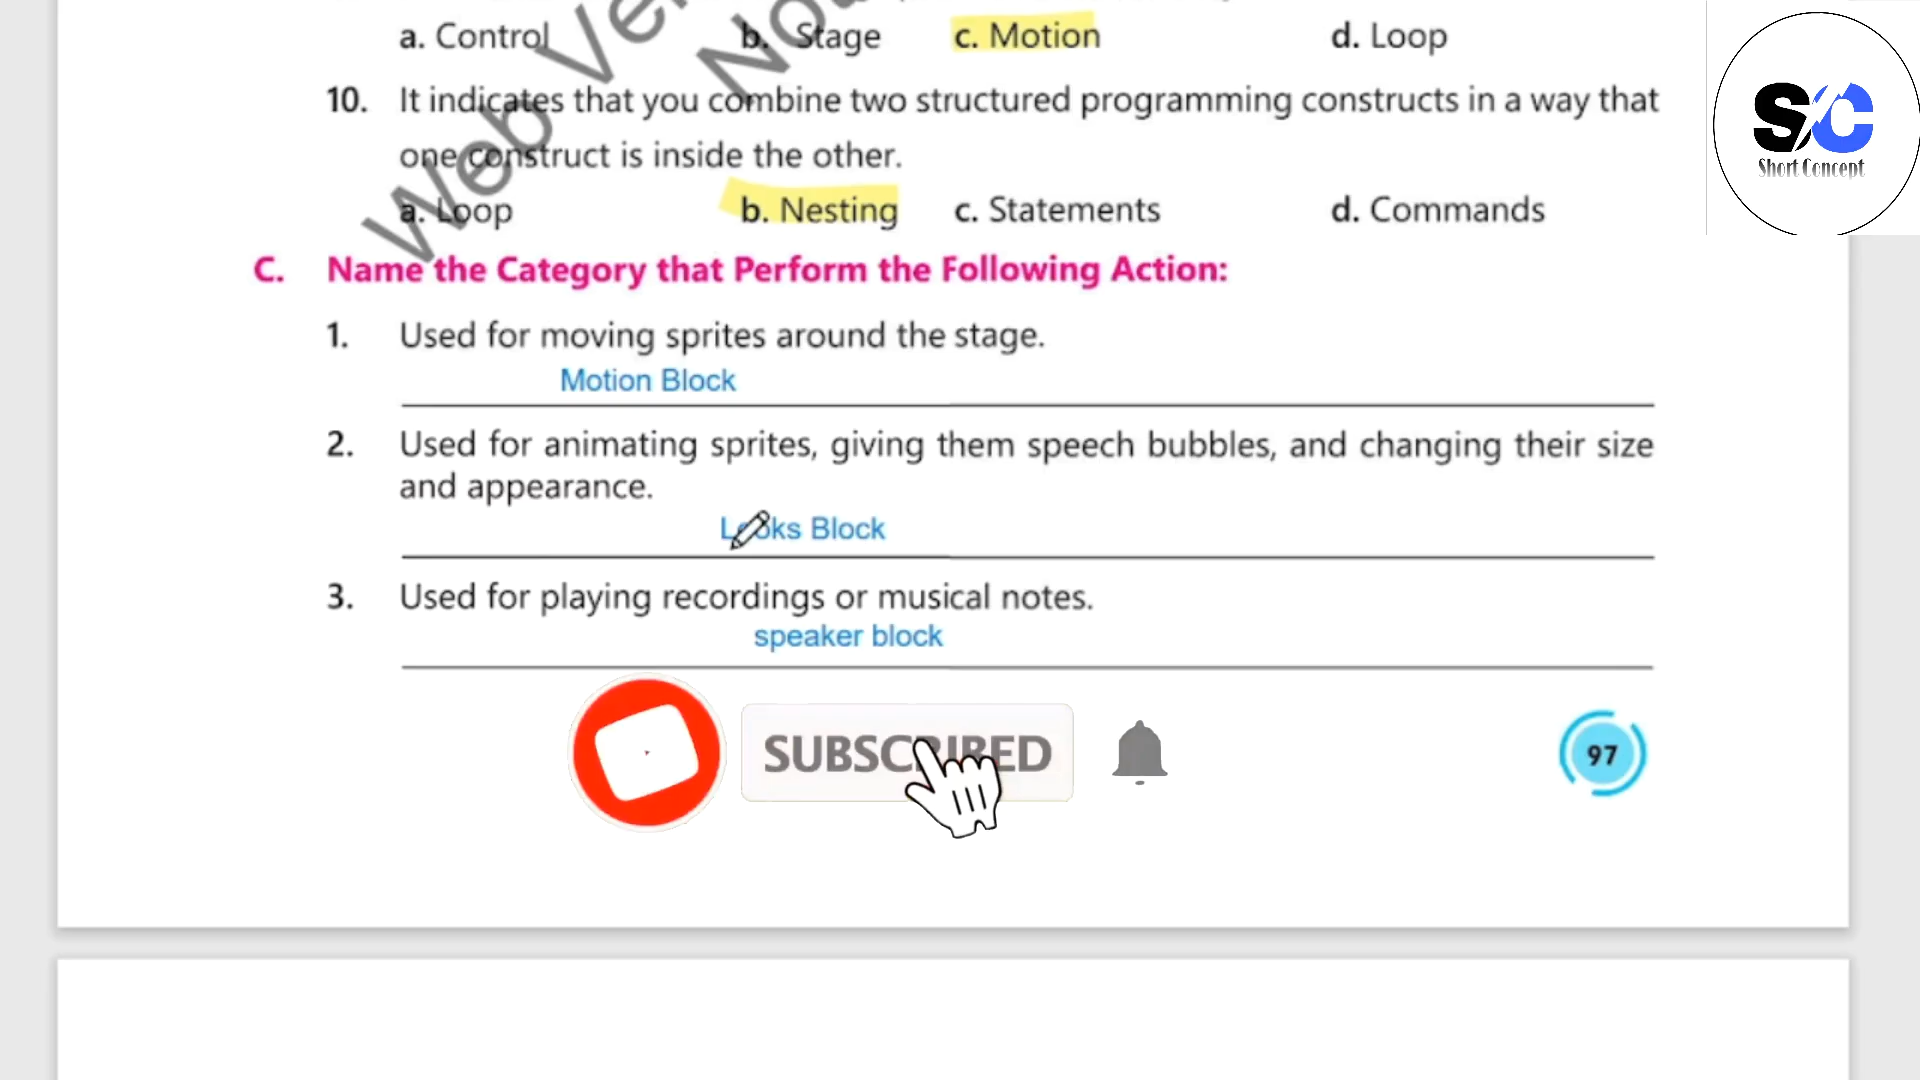 a. Control b. Stage c. Motion d. Loop
10. It indicates that you combine two structured programming constructs in a way that
one construct is inside the other.
a. Loop b. Nesting c. Statements d. Commands
C. Name the Category that Perform the Following Action:
1. Used for moving sprites around the stage.
Motion Block
2. Used for animating sprites, giving them speech bubbles, and changing their size
and appearance.
Looks Block
3. Used for playing recordings or musical notes.
speaker block
SUBSCRIBED
97
SC
Short Concept
Web